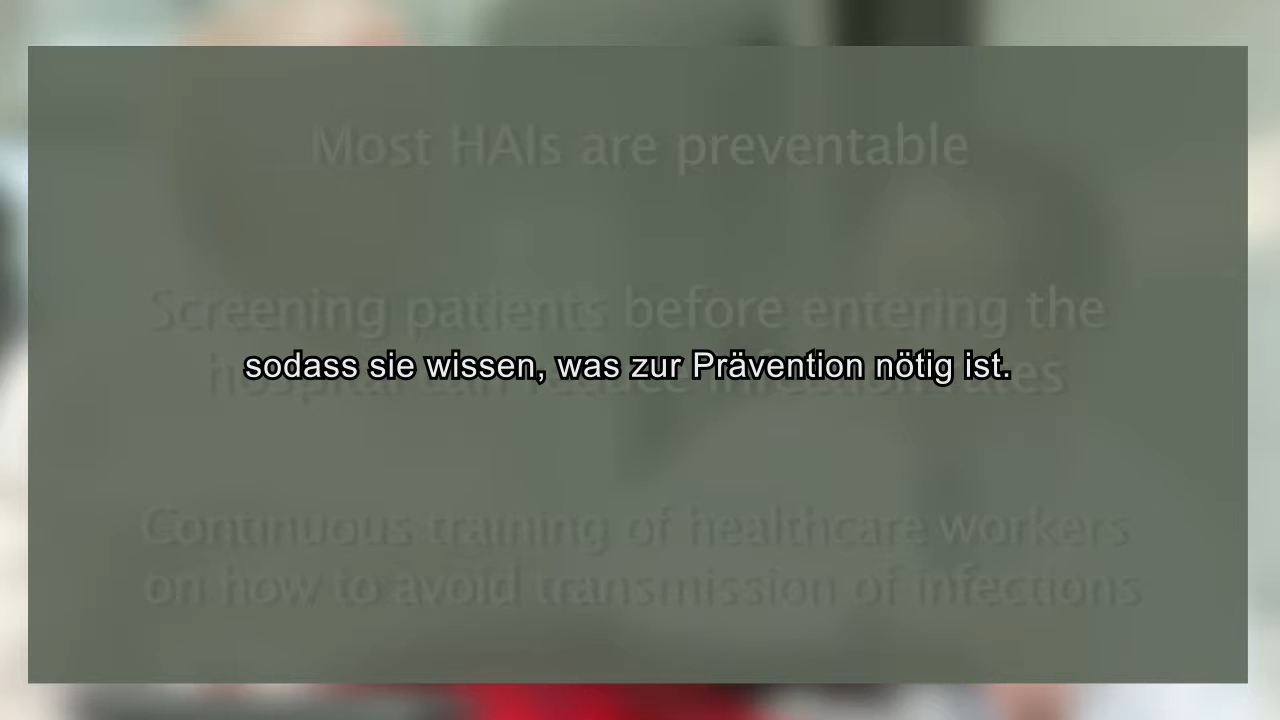 Most HAIs are preventable
Screening patients before entering the
sodass sie wissen, was zur Prävention nötig ist.
Continuous training of healthcare workers
on how to avoid transmission of infections